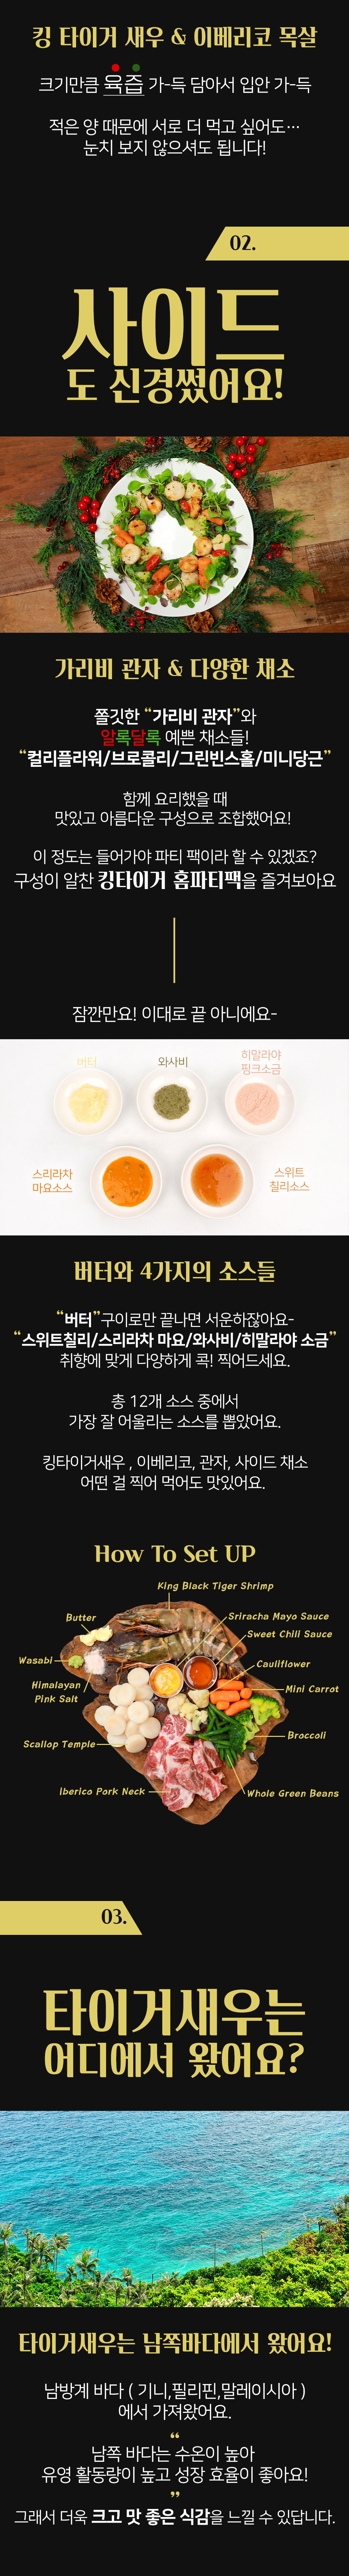 킹 타이거 새우 & 이베리코 목살
크기만큼 육즙 가-득 담아서 입안 가-득
적은 양 때문에 서로 더 먹고 싶어도…
눈치 보지 않으셔도 됩니다!
02.
사이드
도 신경썼어요!
가리비 관자 & 다양한 채소
쫄깃한 “가리비 관자”와
알록달록 예쁜 채소들!
“컬리플라워/브로콜리/그린빈스홀/미니당근”
함께 요리했을 때
맛있고 아름다운 구성으로 조합했어요!
이 정도는 들어가야 파티 팩이라 할 수 있겠죠?
구성이 알찬 킹타이거 홈파티팩을 즐겨보아요
잠깐만요! 이대로 끝 아니에요-
버터
와사비
히말라야
핑크소금
스리라차
마요소스
스위트
칠리소스
버터와 4가지의 소스들
“버터”구이로만 끝나면 서운하잖아요-
“스위트칠리/스리라차 마요/와사비/히말라야 소금”
취향에 맞게 다양하게 콕! 찍어드세요.
총 12개 소스 중에서
가장 잘 어울리는 소스를 뽑았어요.
킹타이거새우 , 이베리코, 관자, 사이드 채소
어떤 걸 찍어 먹어도 맛있어요.
How To Set UP
King Black Tiger Shrimp
Butter
Sriracha Mayo Sauce
Sweet Chili Sauce
Wasabi
Cauliflower
Himalayan
Pink Salt
Mini Carrot
Broccoli
Scallop Temple
Iberico Pork Neck
Whole Green Beans
03.
타이거새우는
어디에서 왔어요?
타이거새우는 남쪽바다에서 왔어요!
남방계 바다 ( 기니,필리핀,말레이시아 )
에서 가져왔어요.
“
남쪽 바다는 수온이 높아
유영 활동량이 높고 성장 효율이 좋아요!
”
그래서 더욱 크고 맛 좋은 식감을 느낄 수 있답니다.